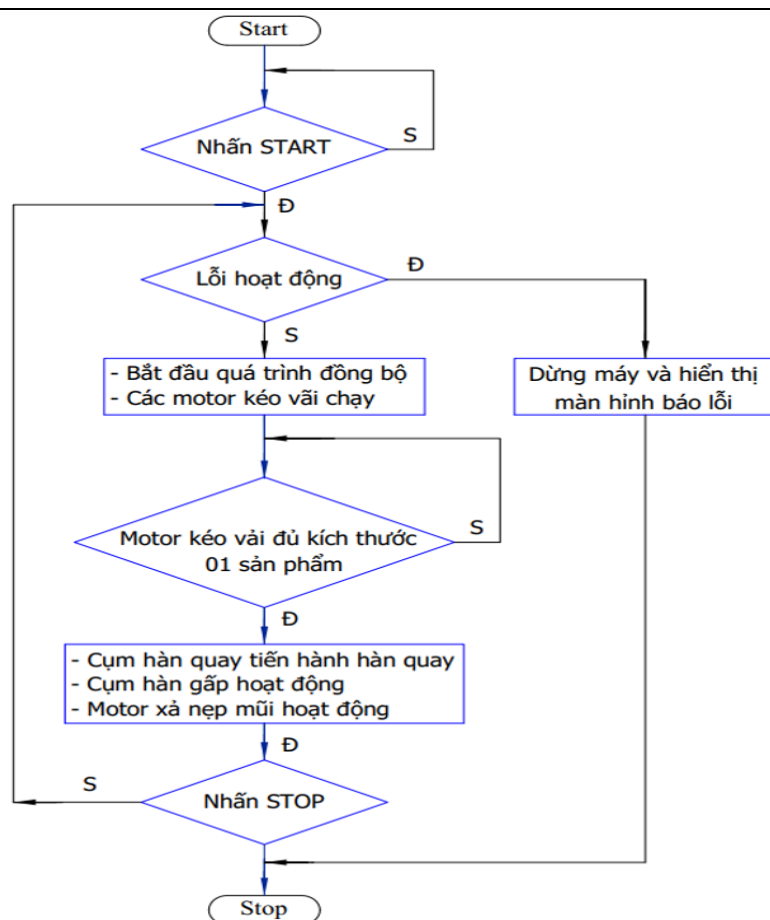 Start
S
Nhấn START
Đ
Lỗi hoạt động
Đ
S
- Bắt đầu quá trình đồng bộ
- Các motor kéo vãi chạy
Dừng máy và hiển thị
màn hỉnh báo lỗi
Motor kéo vải đủ kích thước
01 sản phẩm
S
Đ
- Cụm hàn quay tiến hành hàn quay
- Cụm hàn gấp hoạt động
- Motor xả nẹp mũi hoạt động
Đ
S
Nhấn STOP
Stop